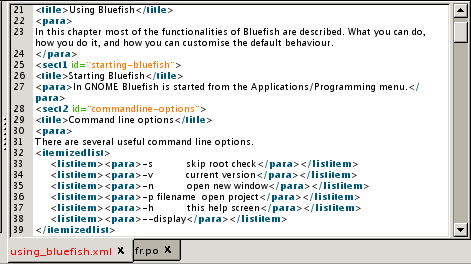 21 <title>Using Bluefish</title>
22 <para>
23 In this chapter most of the functionalities of Bluefish are described. What you can do,
how you do it, and how you can customise the default behaviour.
24 </para>
25 <sect1 id="starting-bluefish">
26 <title>Starting Bluefish</title>
27 <para>In GNOME Bluefish is started from the Applications/Programming menu.</
para>
28 <sect2 id="commandline-options">
29 <title>Command line options</title>
30 <para>
31 There are several useful command line options.
32 <itemizedlist>
33 <listitem><para>-s skip root check</para></listitem>
34 <listitem><para>-v current version</para></listitem>
35 <listitem><para>-n open new window</para></listitem>
36 <listitem><para>-p filename open project</para></listitem>
37 <listitem><para>-h this help screen</para></listitem>
38 <listitem><para>--display</para></listitem>
39 </itemizedlist>
using_bluefish.xml X fr.po X